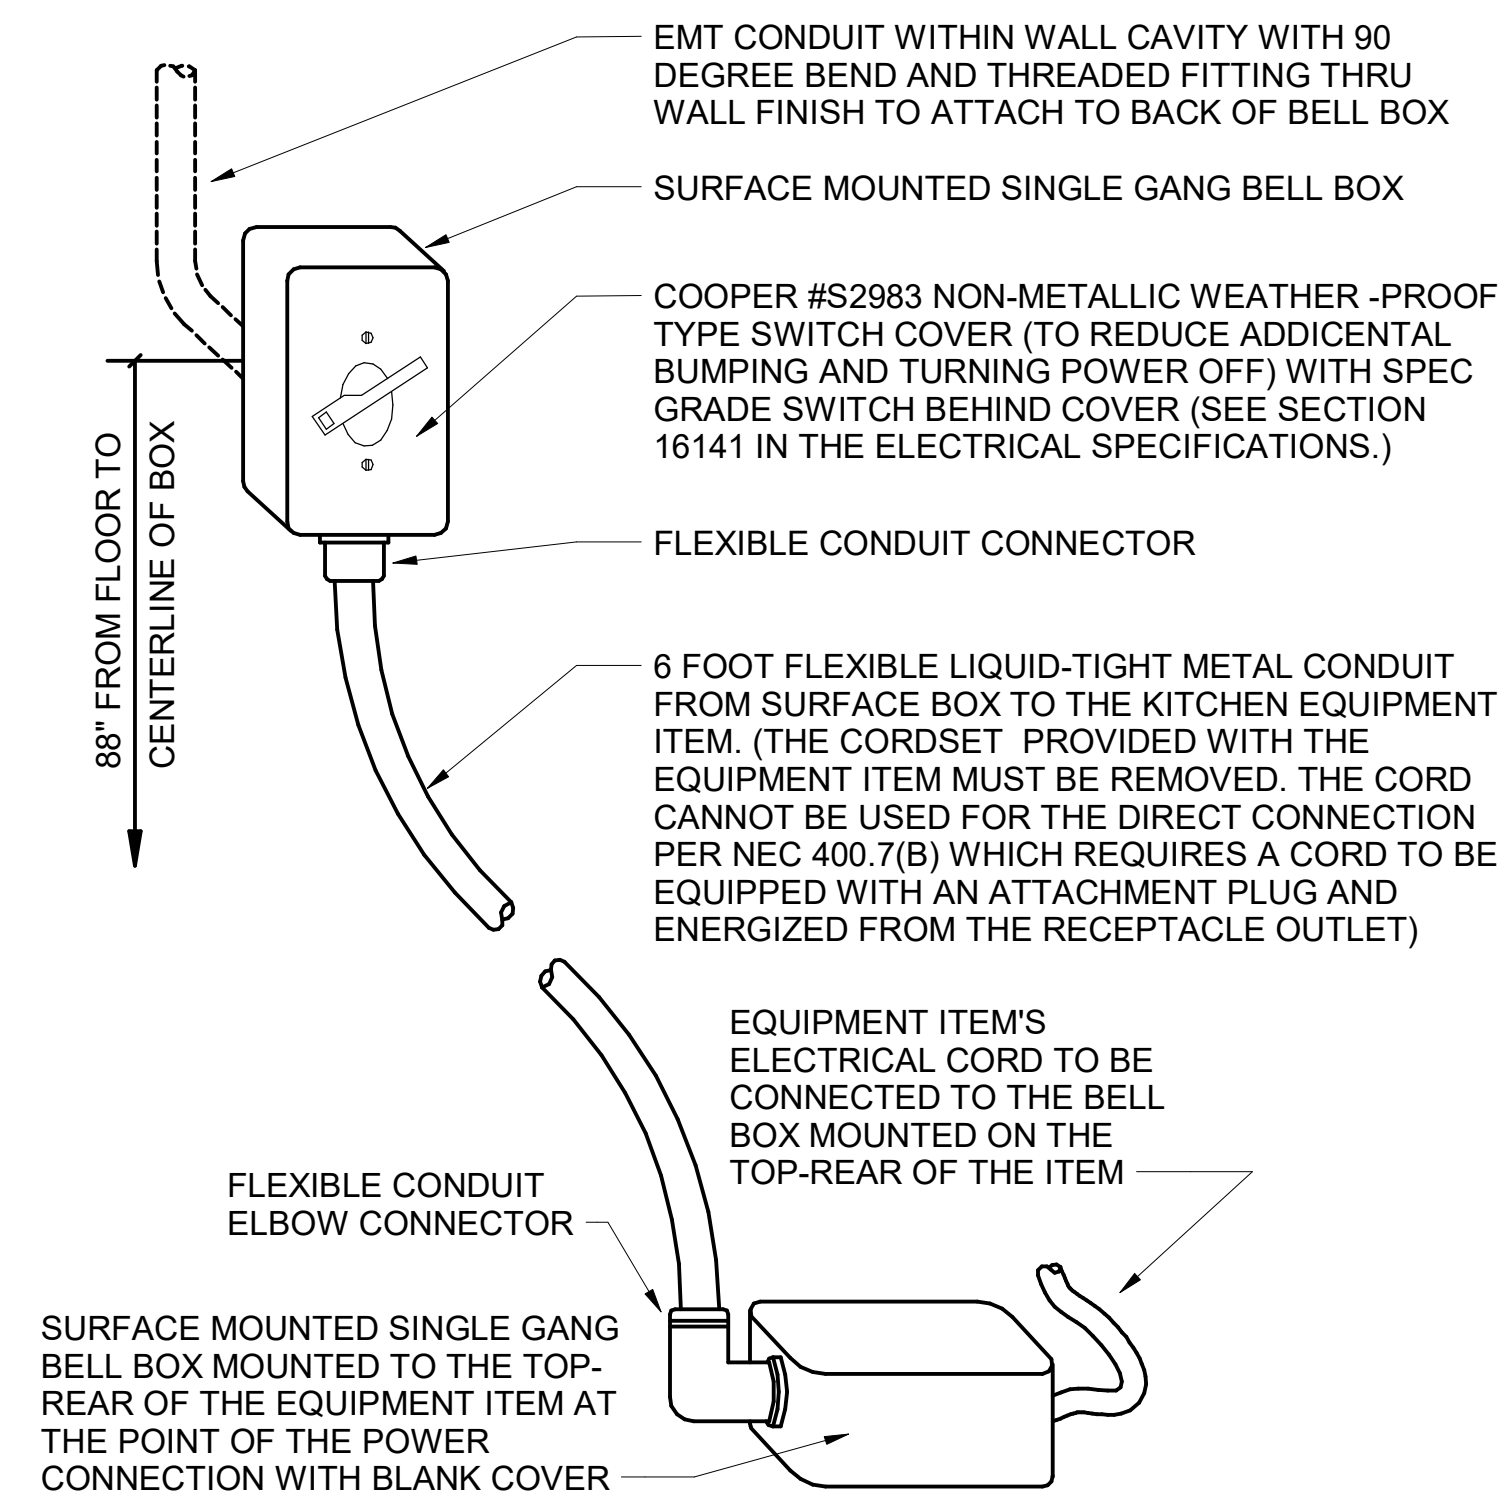 EMT CONDUIT WITHIN WALL CAVITY WITH 90
DEGREE BEND AND THREADED FITTING THRU
WALL FINISH TO ATTACH TO BACK OF BELL BOX
SURFACE MOUNTED SINGLE GANG BELL BOX
COOPER #S2983 NON-METALLIC WEATHER -PROOF
TYPE SWITCH COVER (TO REDUCE ADDICENTAL
BUMPING AND TURNING POWER OFF) WITH SPEC
GRADE SWITCH BEHIND COVER (SEE SECTION
16141 IN THE ELECTRICAL SPECIFICATIONS.)
88" FROM FLOOR TO
CENTERLINE OF BOX
FLEXIBLE CONDUIT CONNECTOR
6 FOOT FLEXIBLE LIQUID-TIGHT METAL CONDUIT
FROM SURFACE BOX TO THE KITCHEN EQUIPMENT
ITEM. (THE CORDSET  PROVIDED WITH THE
EQUIPMENT ITEM MUST BE REMOVED. THE CORD
CANNOT BE USED FOR THE DIRECT CONNECTION
PER NEC 400.7(B) WHICH REQUIRES A CORD TO BE
EQUIPPED WITH AN ATTACHMENT PLUG AND
ENERGIZED FROM THE RECEPTACLE OUTLET)
EQUIPMENT ITEM'S
ELECTRICAL CORD TO BE
CONNECTED TO THE BELL
BOX MOUNTED ON THE
TOP-REAR OF THE ITEM
FLEXIBLE CONDUIT
ELBOW CONNECTOR
SURFACE MOUNTED SINGLE GANG
BELL BOX MOUNTED TO THE TOP-
REAR OF THE EQUIPMENT ITEM AT
THE POINT OF THE POWER
CONNECTION WITH BLANK COVER